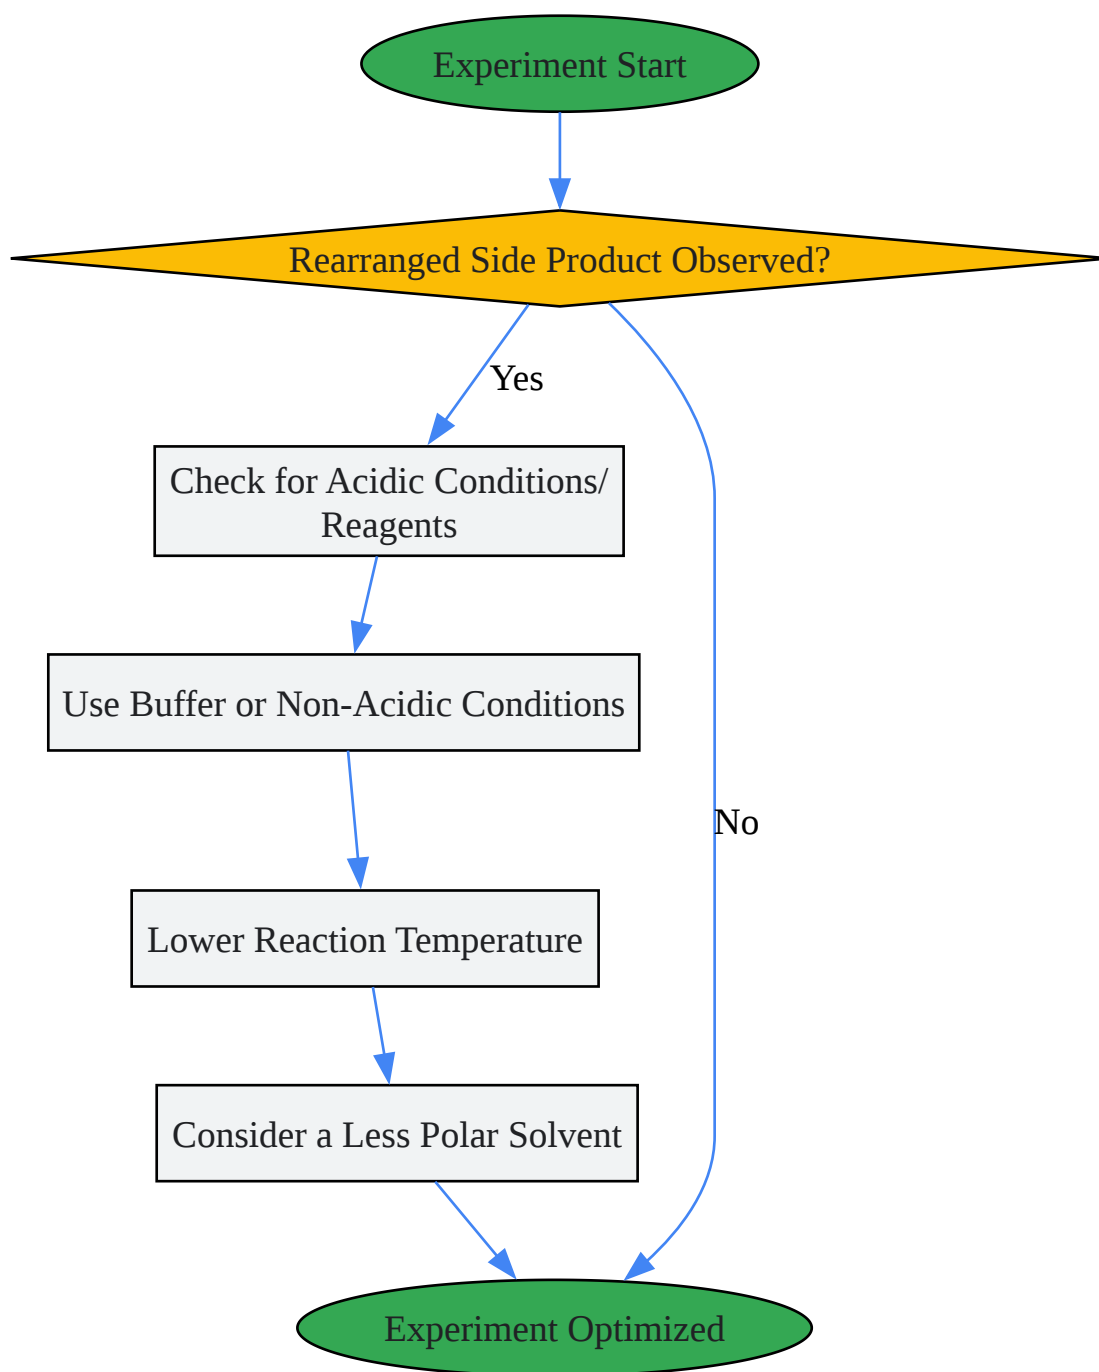 Experiment Start
Rearranged Side Product Observed?
Yes
Check for Acidic Conditions/
Reagents
Use Buffer or Non-Acidic Conditions
No
Lower Reaction Temperature
Consider a Less Polar Solvent
Experiment Optimized